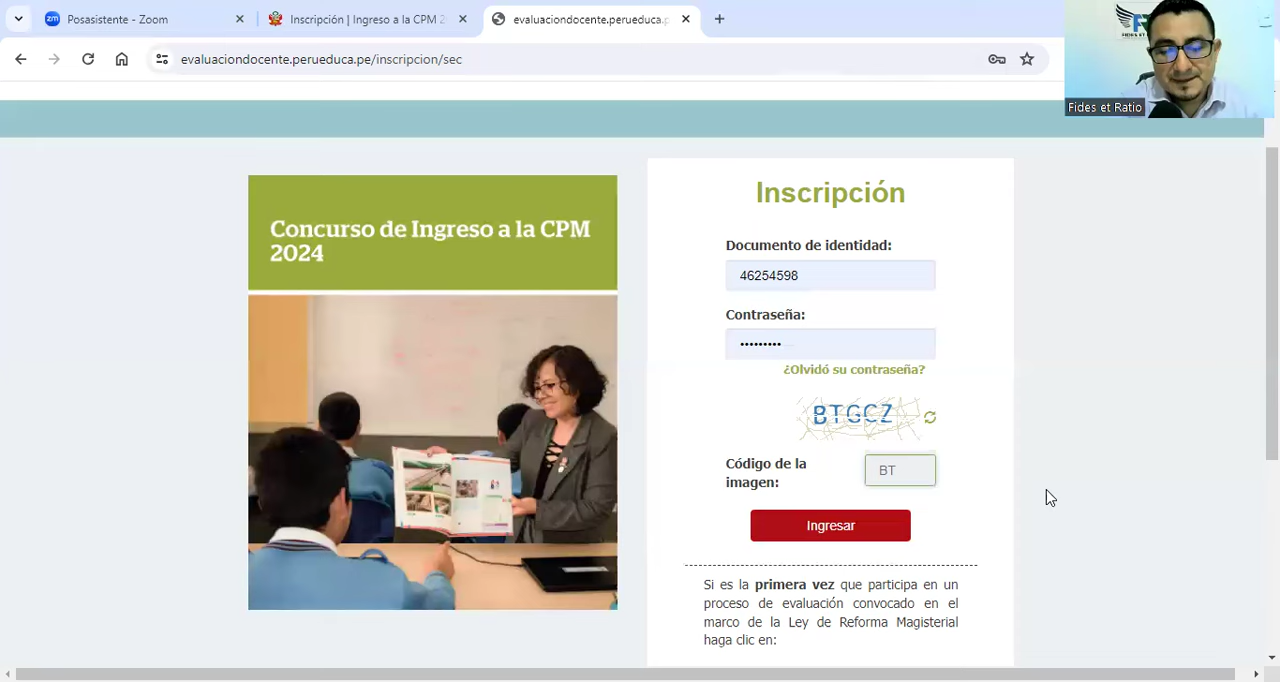 Posasistente - Zoom
Inscripción | Ingreso a la CPM 2
evaluaciondocente.perueduca.p
evaluaciondocente.perueduca.pe/inscripcion/sec
Fides et Ratio
Concurso de Ingreso a la CPM
2024
Inscripción
Documento de identidad:
46254598
Contraseña:
•••••••••
¿Olvidó su contraseña?
BTGCZ
Código de la
imagen:
BT
Ingresar
Si es la primera vez que participa en un
proceso de evaluación convocado en el
marco de la Ley de Reforma Magisterial
haga clic en: